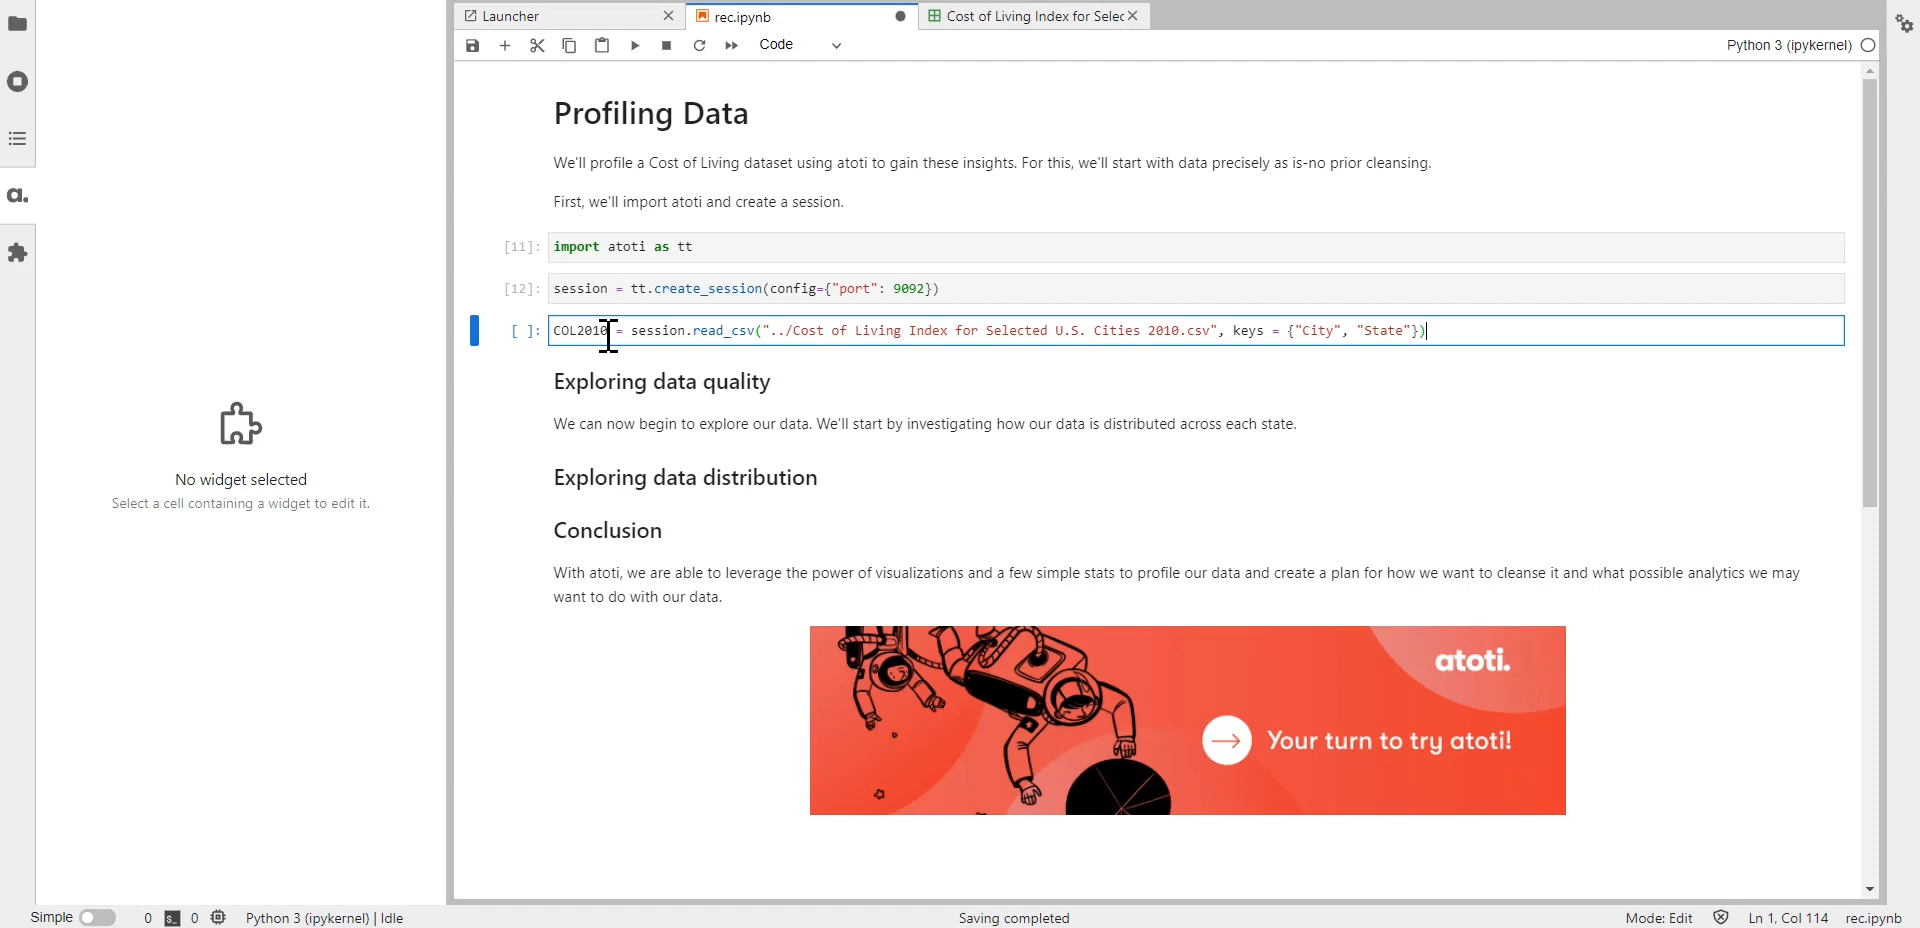 Launcher
rec.ipynb
Cost of Living Index for Selec
Code
Python 3 (ipykernel)
Profiling Data
We'll profile a Cost of Living dataset using atoti to gain these insights. For this, we'll start with data precisely as is-no prior cleansing.
First, we'll import atoti and create a session.
[11]: import atoti as tt
[12]: session = tt.create_session(config={"port": 9092})
[ ]: COL2010 = session.read_csv("../Cost of Living Index for Selected U.S. Cities 2010.csv", keys = {"City", "State"})
Exploring data quality
We can now begin to explore our data. We'll start by investigating how our data is distributed across each state.
Exploring data distribution
Conclusion
With atoti, we are able to leverage the power of visualizations and a few simple stats to profile our data and create a plan for how we want to cleanse it and what possible analytics we may
want to do with our data.
atoti.
Your turn to try atoti!
a.
No widget selected
Select a cell containing a widget to edit it.
Simple 0 $_ 0 Python 3 (ipykernel) | Idle
Saving completed
Mode: Edit Ln 1, Col 114 rec.ipynb